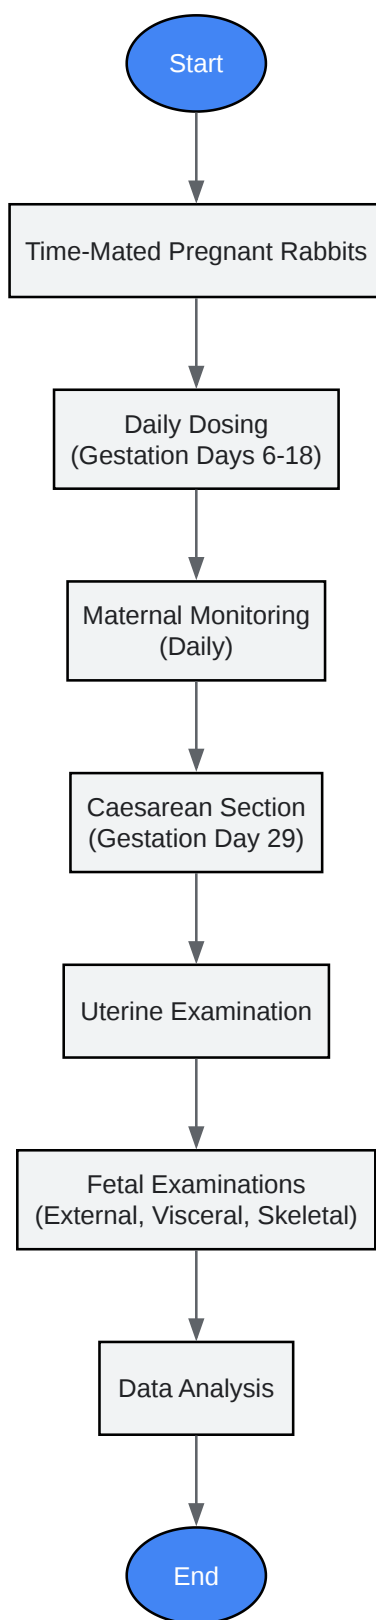 Start
Time-Mated Pregnant Rabbits
Daily Dosing
(Gestation Days 6-18)
Maternal Monitoring
(Daily)
Caesarean Section
(Gestation Day 29)
Uterine Examination
Fetal Examinations
(External, Visceral, Skeletal)
Data Analysis
End